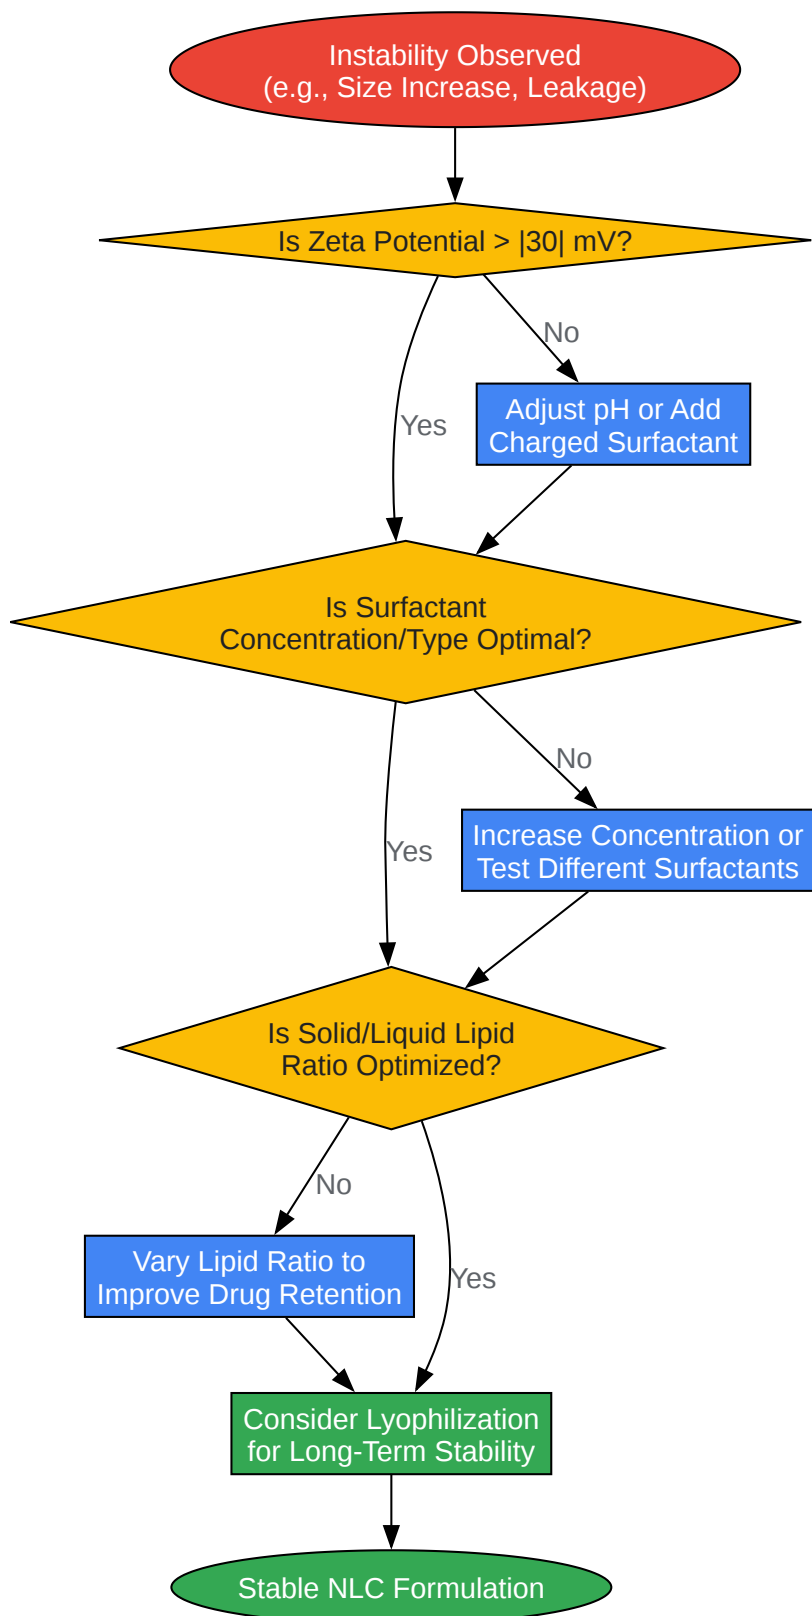 Instability Observed
(e.g., Size Increase, Leakage)
Is Zeta Potential > |30| mV?
No
Adjust pH or Add
Charged Surfactant
Yes
Is Surfactant
Concentration/Type Optimal?
No
Increase Concentration or
Test Different Surfactants
Yes
Is Solid/Liquid Lipid
Ratio Optimized?
No
Vary Lipid Ratio to
Improve Drug Retention
Yes
Consider Lyophilization
for Long-Term Stability
Stable NLC Formulation